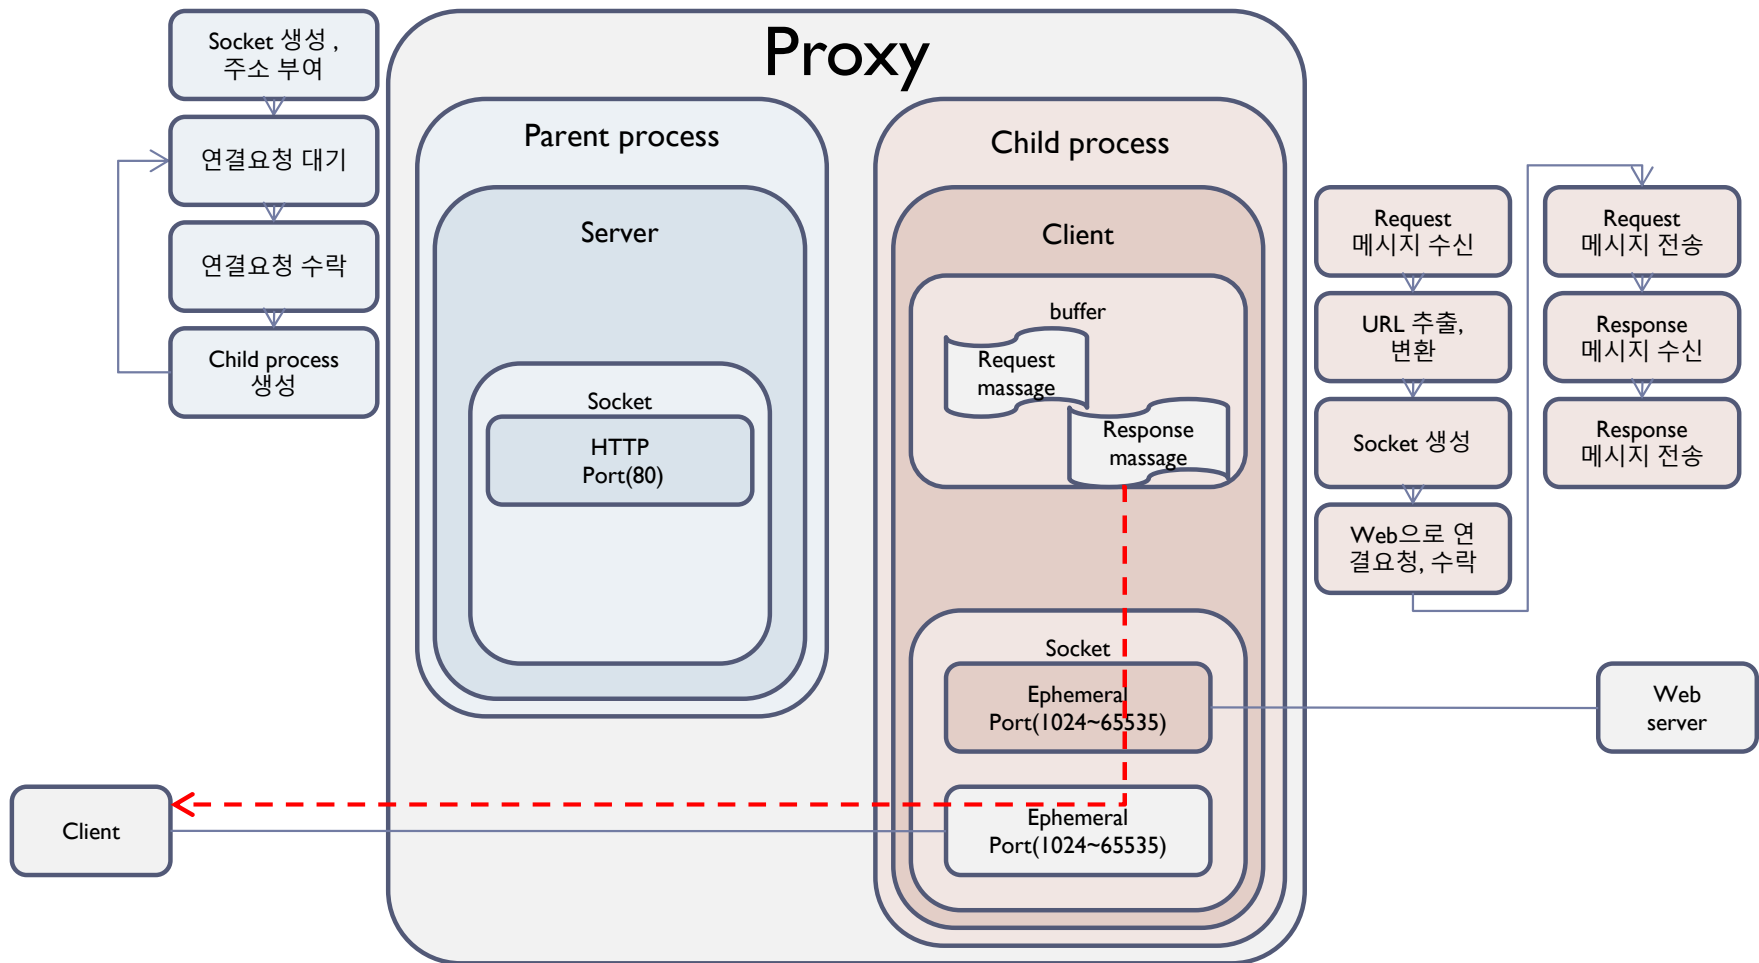 Proxy
Socket 생성 ,
주소 부여
연결요청 대기
연결요청 수락
Child process
생성
Parent process
Server
Socket
HTTP
Port(80)
Child process
Client
buffer
Request
massage
Response
massage
Socket
Ephemeral
Port(1024~65535)
Ephemeral
Port(1024~65535)
Request
메시지 수신
URL 추출,
변환
Socket 생성
Web으로 연
결요청, 수락
Request
메시지 전송
Response
메시지 수신
Response
메시지 전송
Web
server
Client